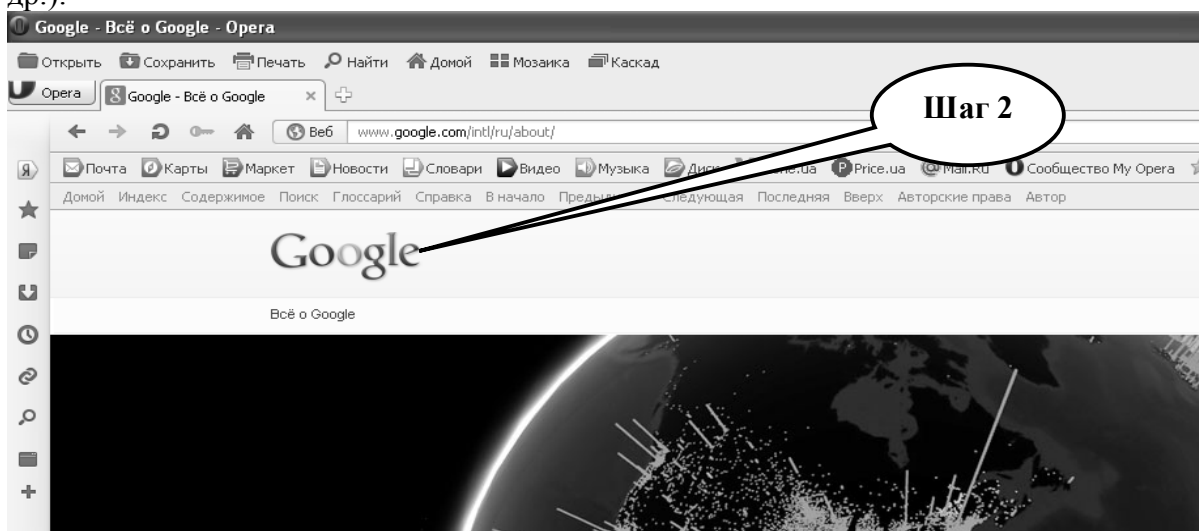 др.).
Google - Всё о Google - Opera
Открыть Сохранить Печать Найти Домой Мозаика Каскад
Opera Google - Всё о Google
Веб www.google.com/intl/ru/about/
Шаг 2
Почта Карты Маркет Новости Словари Видео Музыка Диск Price.ua @Mail.Ru Сообщество My Opera
Домой Индекс Содержимое Поиск Глоссарий Справка В начало Следующая Последняя Вверх Авторские права Автор
Google
Всё о Google